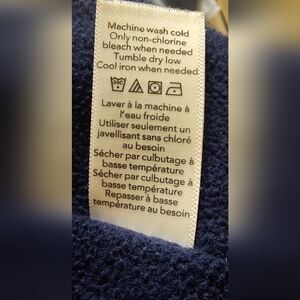 Machine wash cold
Only non-chlorine
bleach when needed
Tumble dry low
Cool iron when needed
Laver à la machine à
l'eau froide
Utiliser seulement un
javellisant sans chloré
au besoin
Sécher par culbutage à
basse température
Sécher par culbutage à
basse température
Repasser à basse
température au besoin